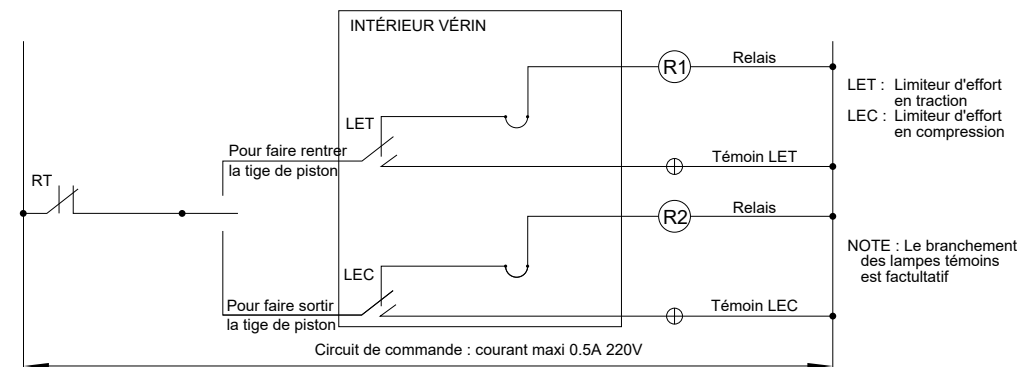 INTÉRIEUR VÉRIN
R1
Relais
LET : Limiteur d'effort
en traction
LEC : Limiteur d'effort
en compression
LET
Pour faire rentrer
la tige de piston
Témoin LET
RT
R2
Relais
NOTE : Le branchement
des lampes témoins
est factultatif
LEC
Pour faire sortir
la tige de piston
Témoin LEC
Circuit de commande : courant maxi 0.5A 220V